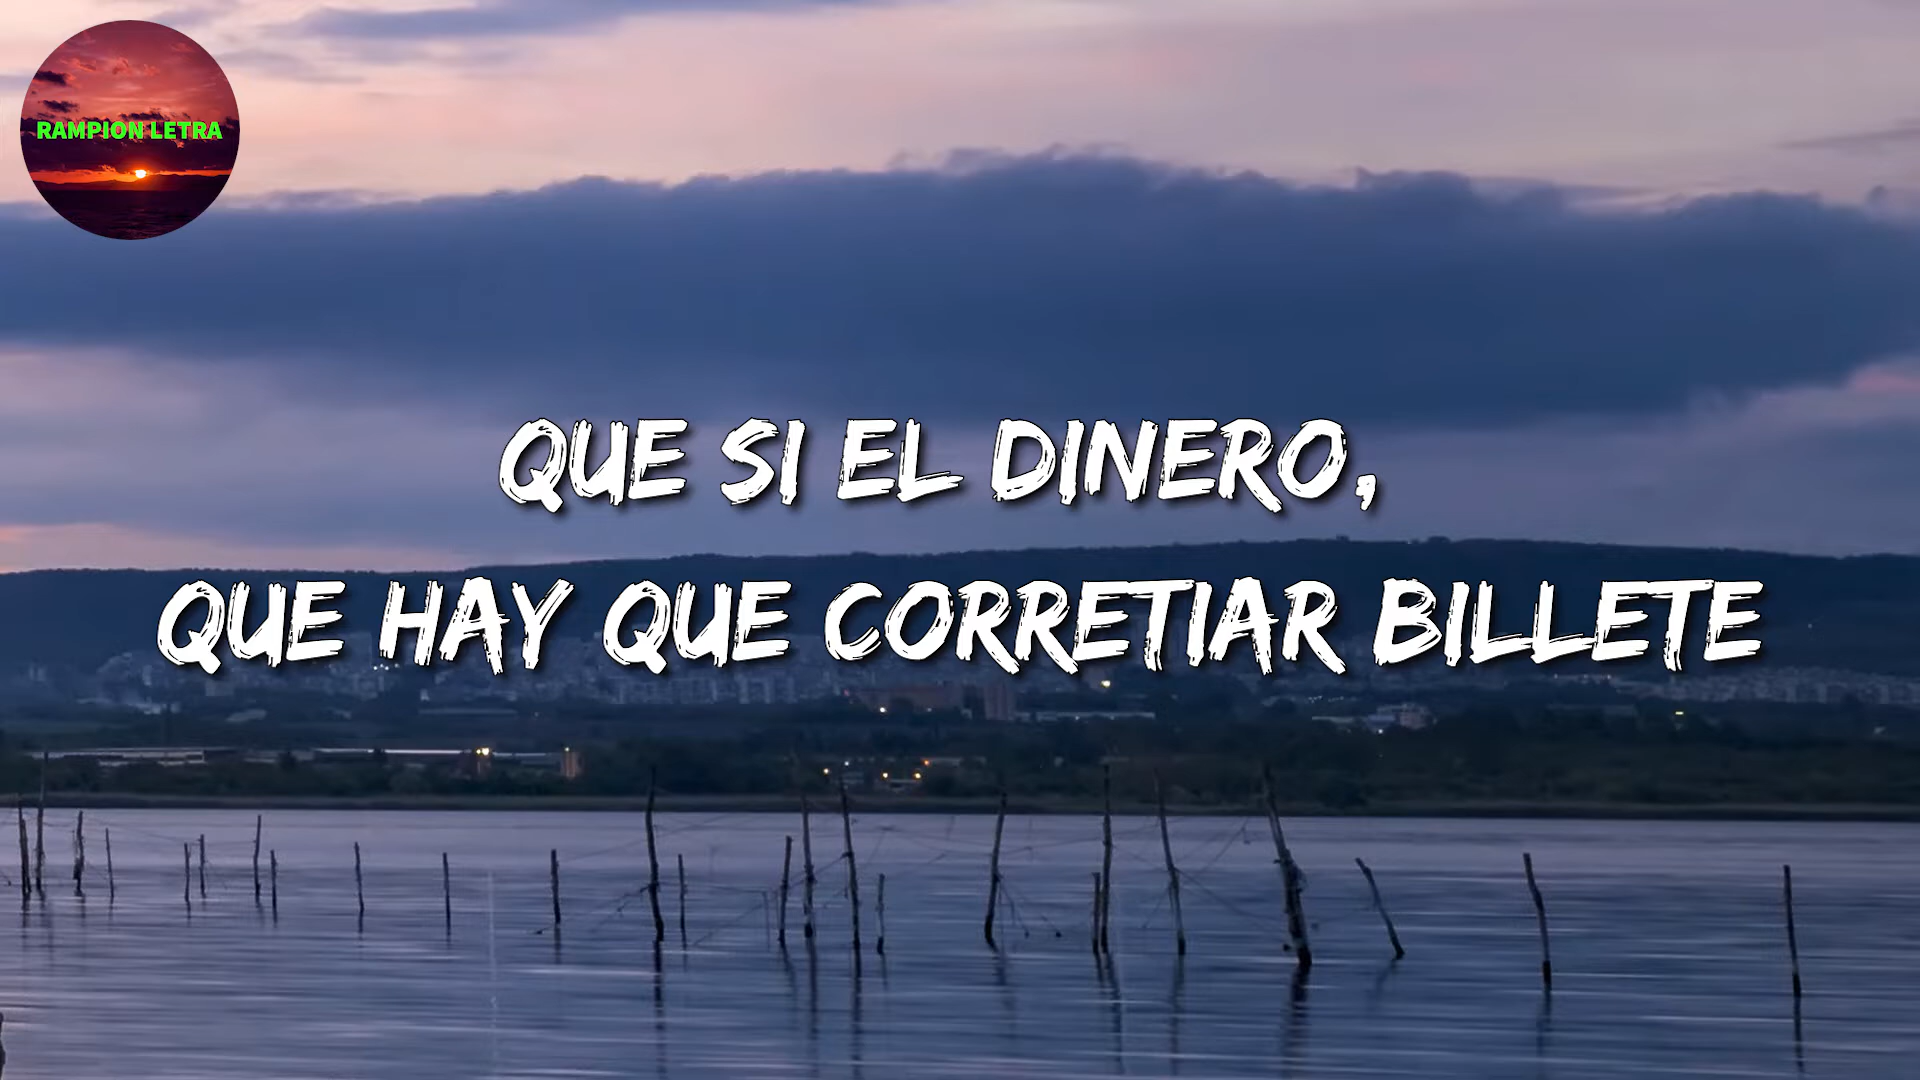 RAMPION LETRA
QUE SI EL DINERO,
QUE HAY QUE CORRETIAR BILLETE